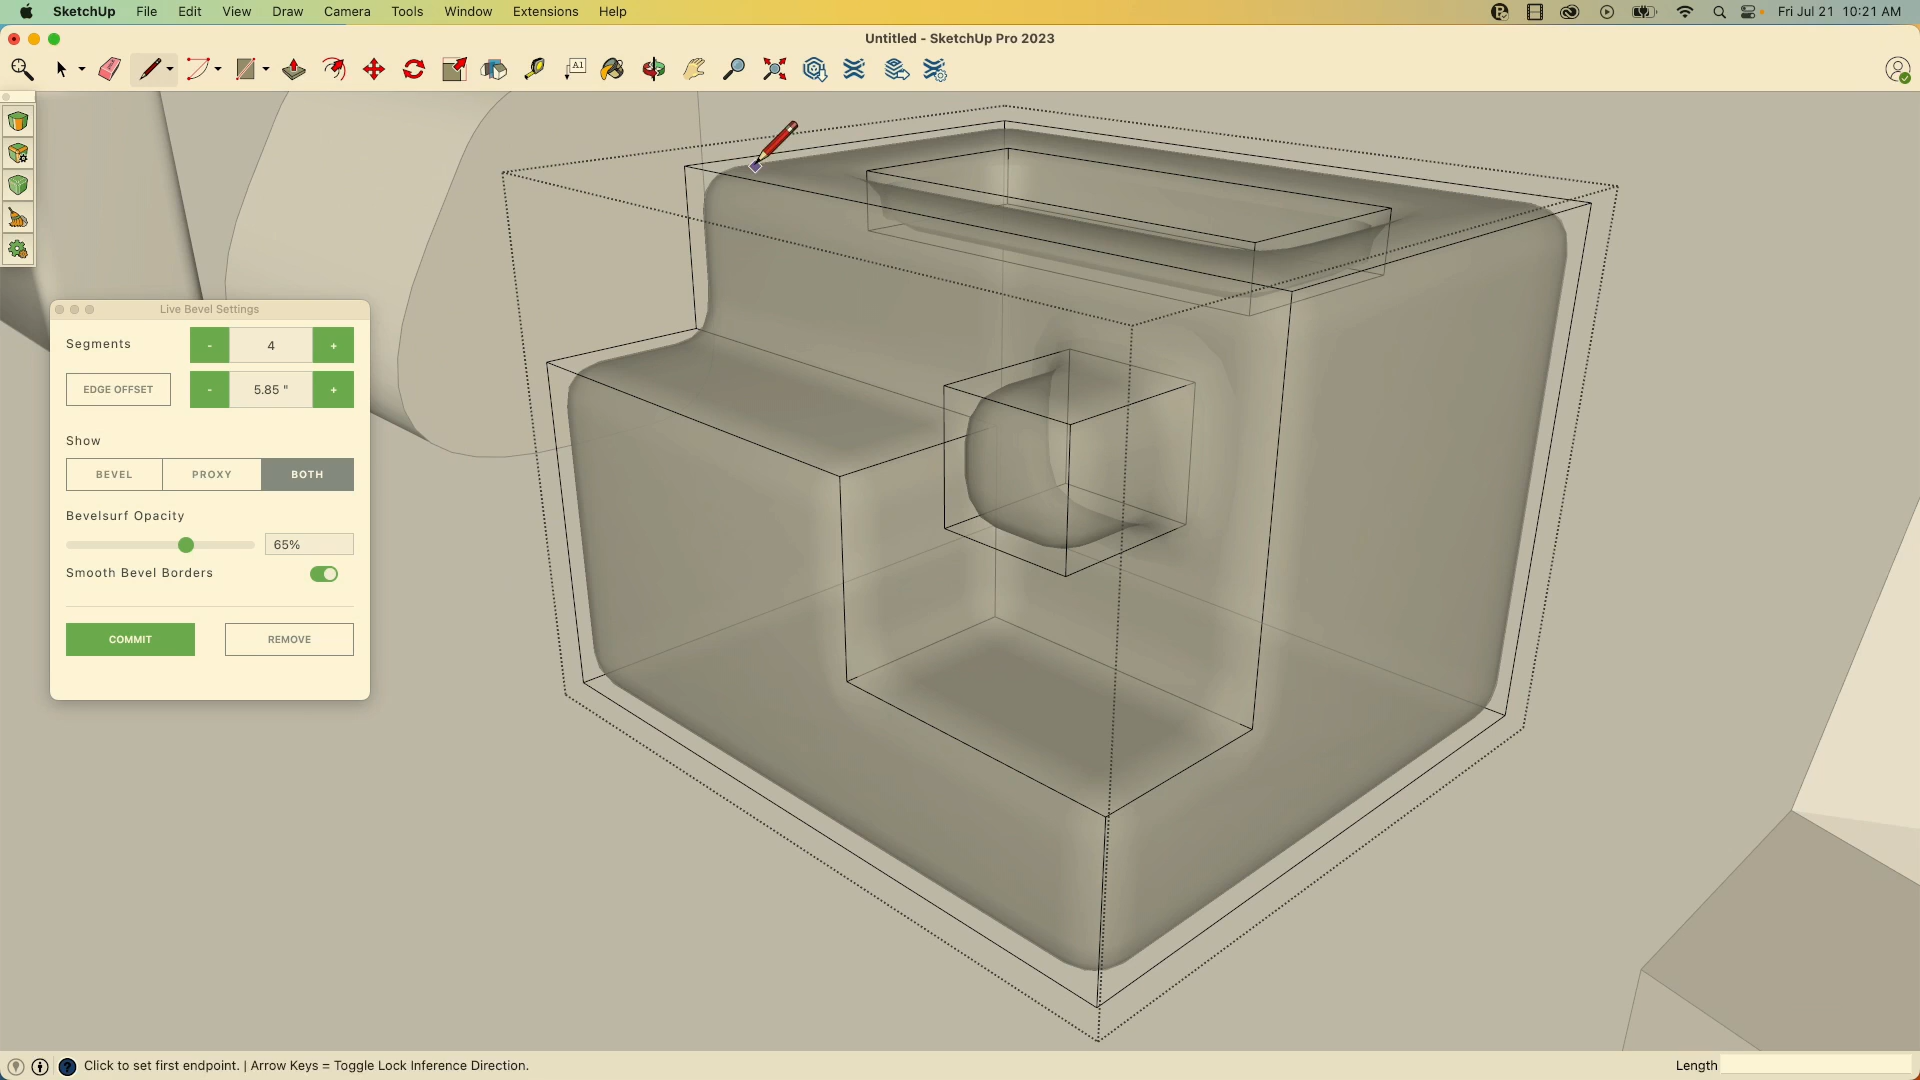 SketchUp File Edit View Draw Camera Tools Window Extensions Help Fri Jul 21 10:21 AM
Untitled - SketchUp Pro 2023
A1
Live Bevel Settings
Segments - 4 +
EDGE OFFSET - 5.85 " +
Show
BEVEL PROXY BOTH
Bevelsurf Opacity
65%
Smooth Bevel Borders
COMMIT REMOVE
Click to set first endpoint. | Arrow Keys = Toggle Lock Inference Direction. Length